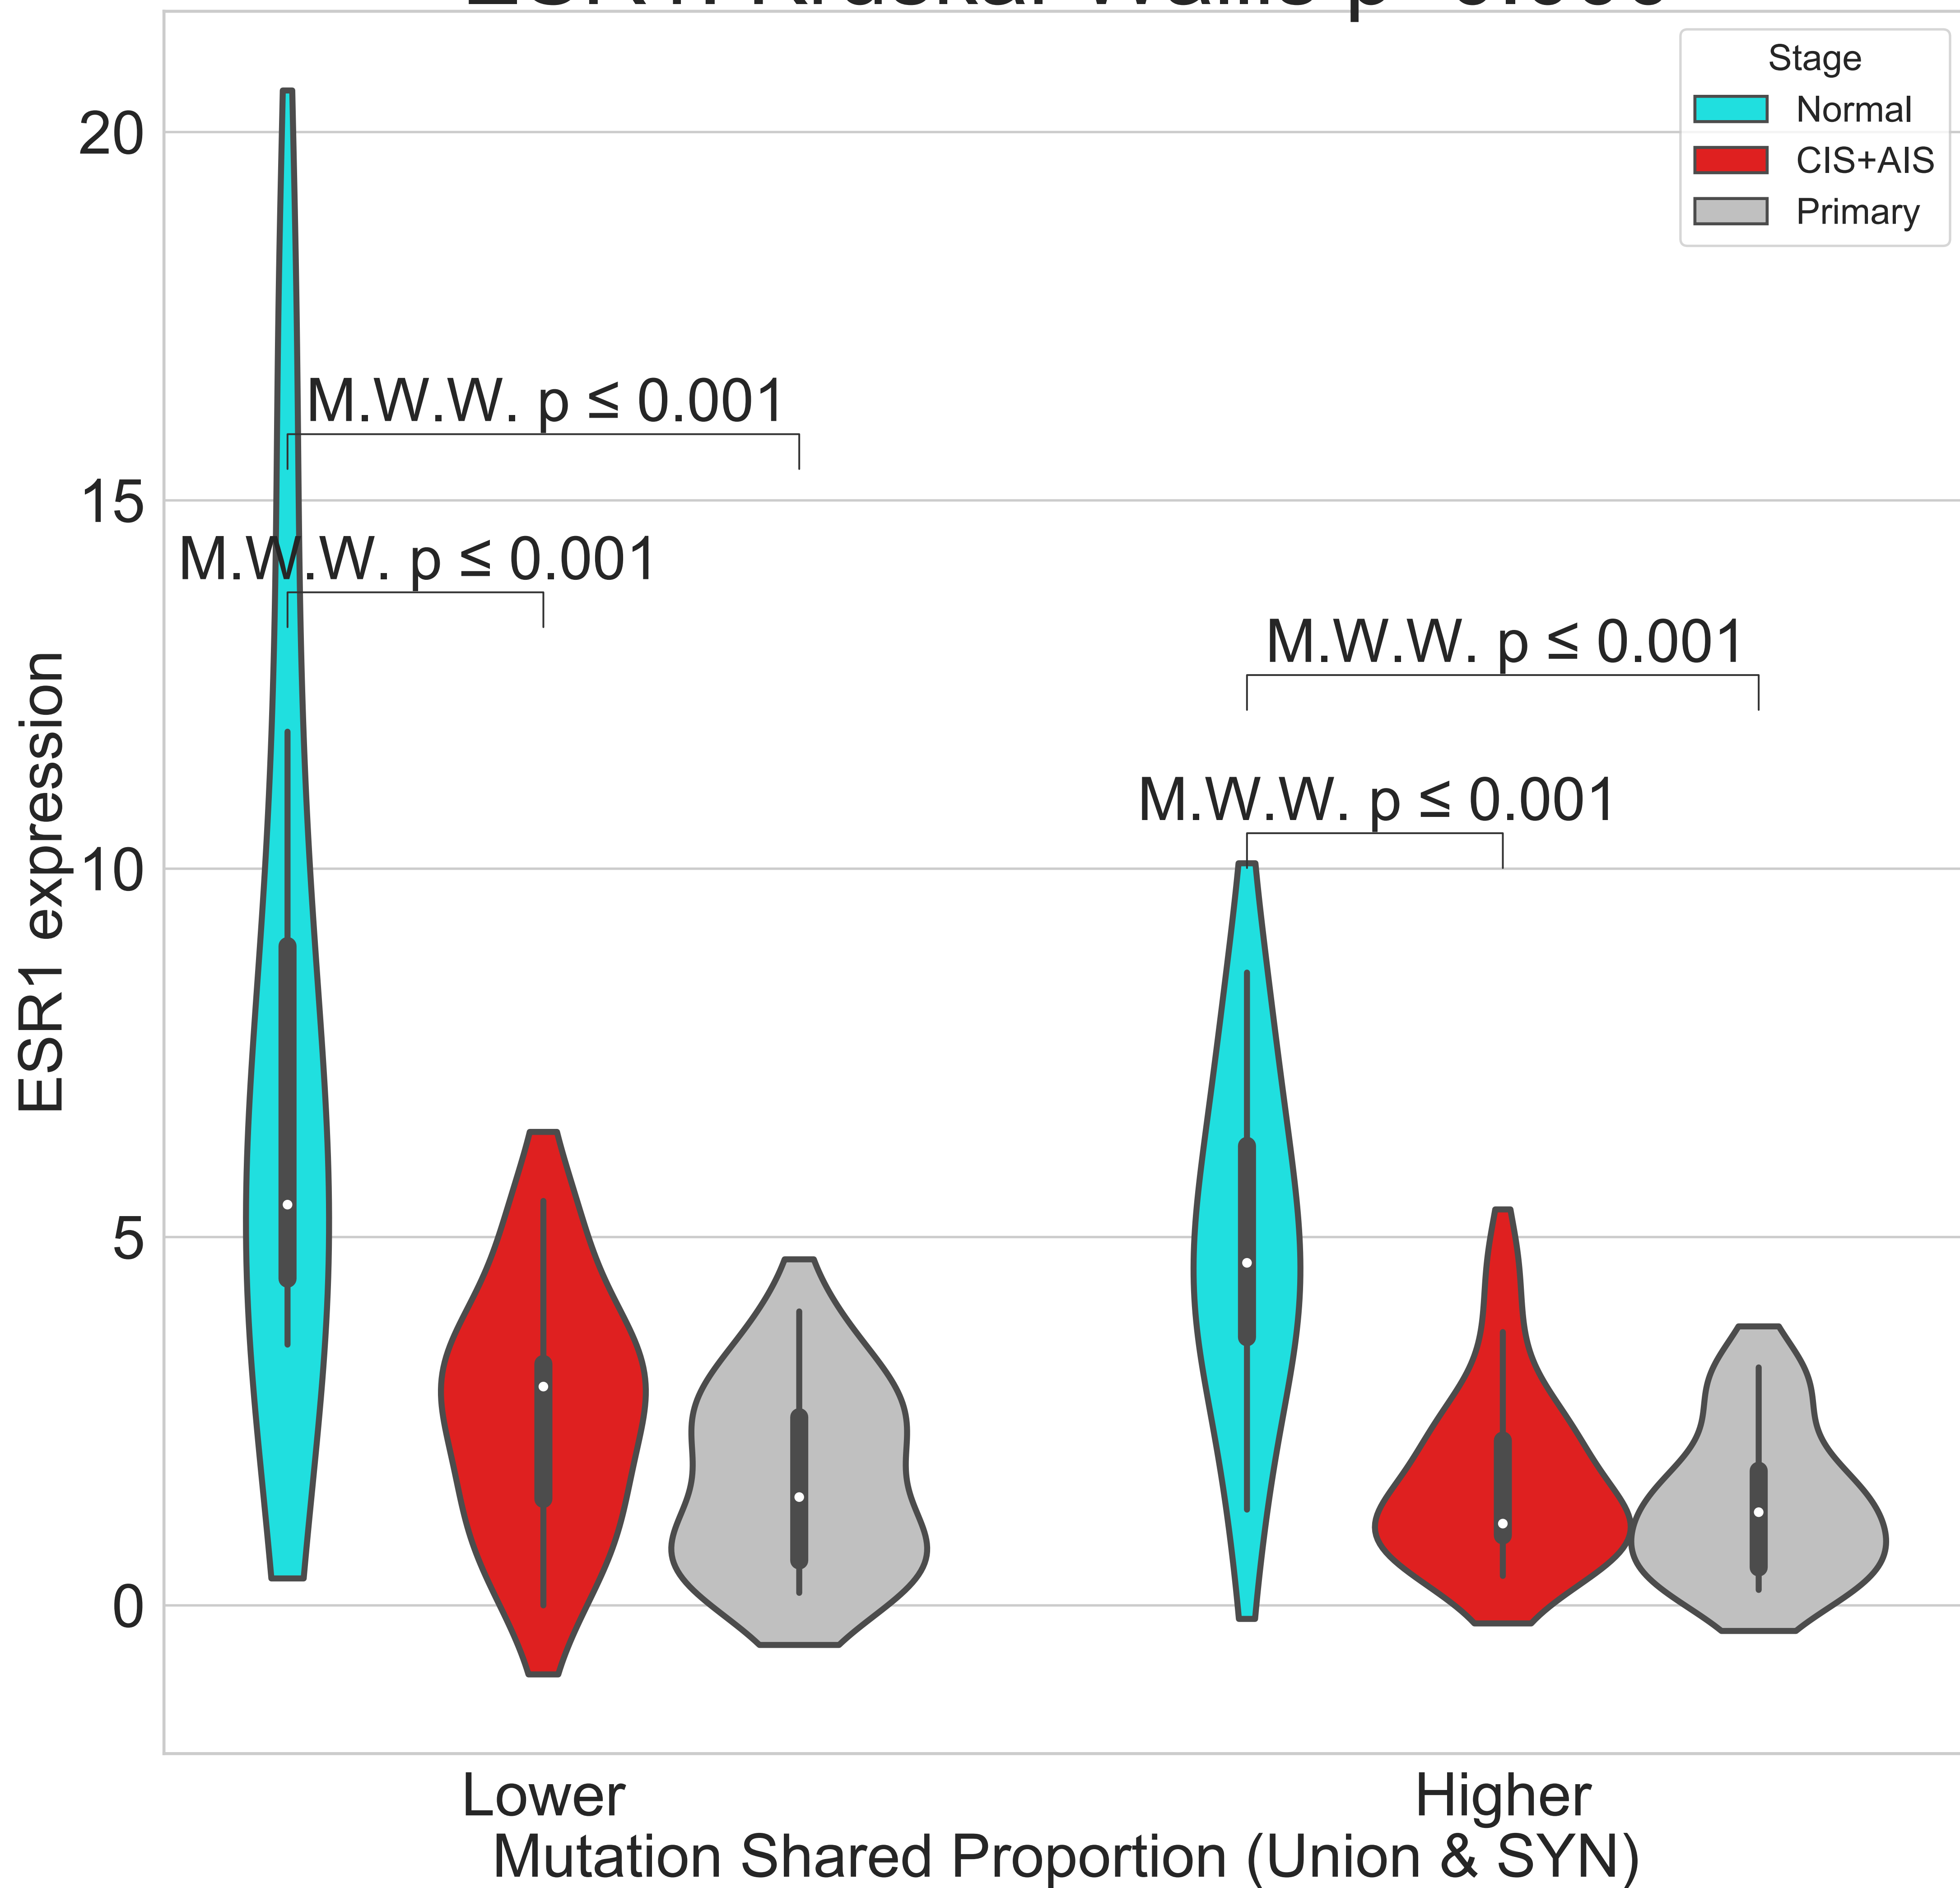 Stage
Normal
CIS+AIS
Primary
20
15
10
5
0
ESR1 expression
M.W.W. p ≤ 0.001
M.W.W. p ≤ 0.001
M.W.W. p ≤ 0.001
M.W.W. p ≤ 0.001
Lower
Higher
Mutation Shared Proportion (Union & SYN)